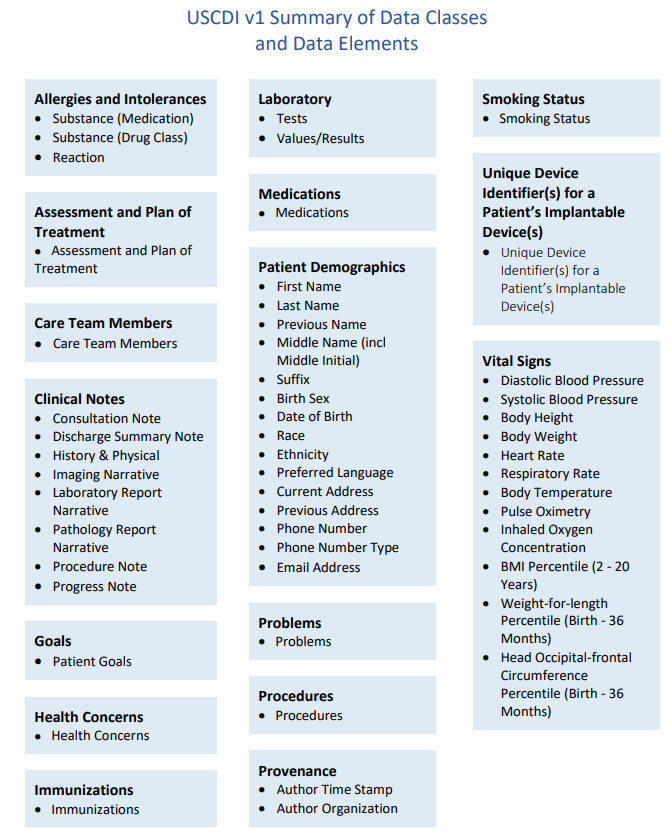 USCDI v1 Summary of Data Classes
and Data Elements
Allergies and Intolerances
• Substance (Medication)
• Substance (Drug Class)
• Reaction
Assessment and Plan of
Treatment
• Assessment and Plan of
Treatment
Care Team Members
• Care Team Members
Clinical Notes
• Consultation Note
• Discharge Summary Note
• History & Physical
• Imaging Narrative
• Laboratory Report
Narrative
• Pathology Report
Narrative
• Procedure Note
• Progress Note
Goals
• Patient Goals
Health Concerns
• Health Concerns
Immunizations
• Immunizations
Laboratory
• Tests
• Values/Results
Medications
• Medications
Patient Demographics
• First Name
• Last Name
• Previous Name
• Middle Name (incl
Middle Initial)
• Suffix
• Birth Sex
• Date of Birth
• Race
• Ethnicity
• Preferred Language
• Current Address
• Previous Address
• Phone Number
• Phone Number Type
• Email Address
Problems
• Problems
Procedures
• Procedures
Provenance
• Author Time Stamp
• Author Organization
Smoking Status
• Smoking Status
Unique Device
Identifier(s) for a
Patient’s Implantable
Device(s)
• Unique Device
Identifier(s) for a
Patient’s Implantable
Device(s)
Vital Signs
• Diastolic Blood Pressure
• Systolic Blood Pressure
• Body Height
• Body Weight
• Heart Rate
• Respiratory Rate
• Body Temperature
• Pulse Oximetry
• Inhaled Oxygen
Concentration
• BMI Percentile (2 - 20
Years)
• Weight-for-length
Percentile (Birth - 36
Months)
• Head Occipital-frontal
Circumference
Percentile (Birth - 36
Months)